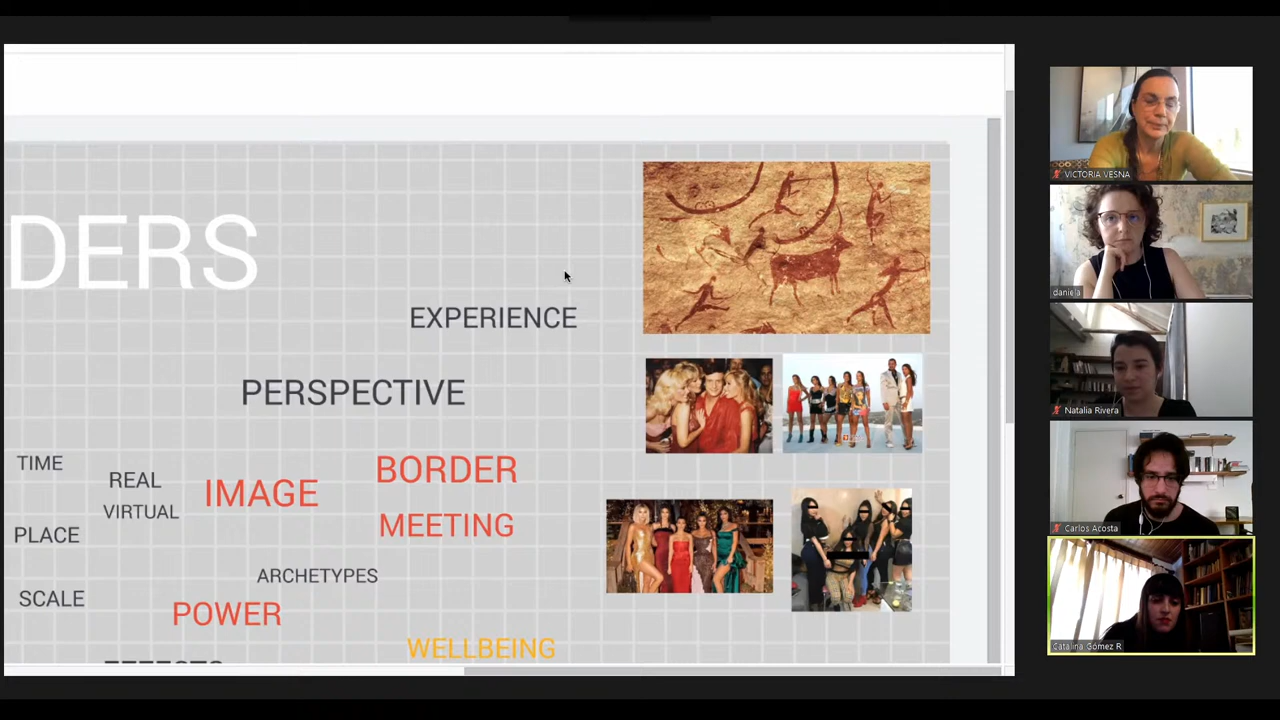 DERS
EXPERIENCE
PERSPECTIVE
TIME
REAL
IMAGE
BORDER
VIRTUAL
MEETING
PLACE
ARCHETYPES
SCALE
POWER
WELLBEING
VICTORIA VESNA
daniela
Natalia Rivera
Carlos Acosta
Catalina Gómez R